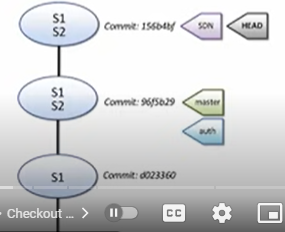 S1
S2
Commit: 156b4bf
SDN
HEAD
S1
S2
Commit: 96f5b29
master
auth
S1
Commit: d023360
Checkout ...
CC